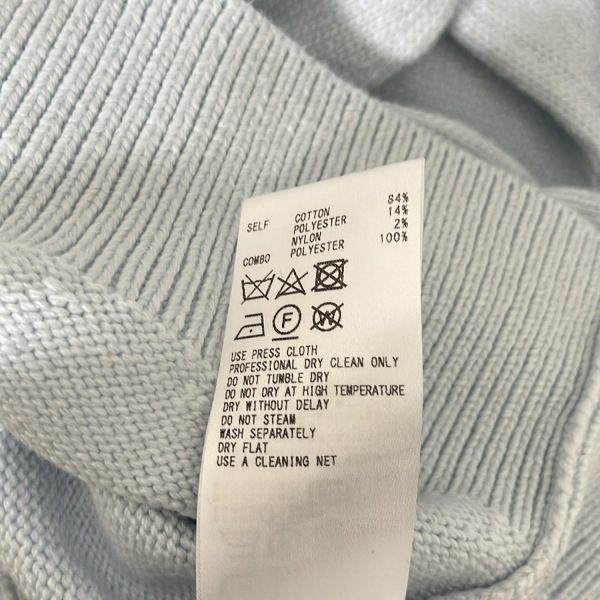 SELF COTTON 84%
POLYESTER 14%
NYLON 2%
COMBO POLYESTER 100%
F W
USE PRESS CLOTH
PROFESSIONAL DRY CLEAN ONLY
DO NOT TUMBLE DRY
DO NOT DRY AT HIGH TEMPERATURE
DRY WITHOUT DELAY
DO NOT STEAM
WASH SEPARATELY
DRY FLAT
USE A CLEANING NET